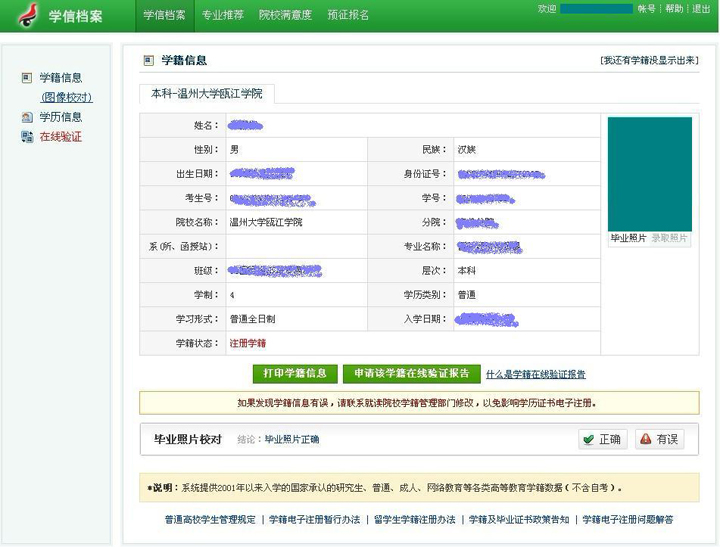 学信档案
学信档案 专业推荐 院校满意度 预征报名
欢迎 帐号 | 帮助 | 退出
学籍信息
(图像校对)
学历信息
在线验证
学籍信息
[我还有学籍没显示出来]
本科-温州大学瓯江学院
姓名：
性别： 男 民族： 汉族
出生日期： 身份证号：
考生号： 学号：
院校名称： 温州大学瓯江学院 分院：
毕业照片 录取照片
系(所、函授站)： 专业名称：
班级： 层次： 本科
学制： 4 学历类别： 普通
学习形式： 普通全日制 入学日期：
学籍状态： 注册学籍
打印学籍信息 申请该学籍在线验证报告 什么是学籍在线验证报告
如果发现学籍信息有误，请联系就读院校学籍管理部门修改，以免影响学历证书电子注册。
毕业照片校对 结论：毕业照片正确 正确 有误
*说明：系统提供2001年以来入学的国家承认的研究生、普通、成人、网络教育等各类高等教育学籍数据（不含自考）。
普通高校学生管理规定 | 学籍电子注册暂行办法 | 留学生学籍注册办法 | 学籍及毕业证书政策告知 | 学籍电子注册问题解答